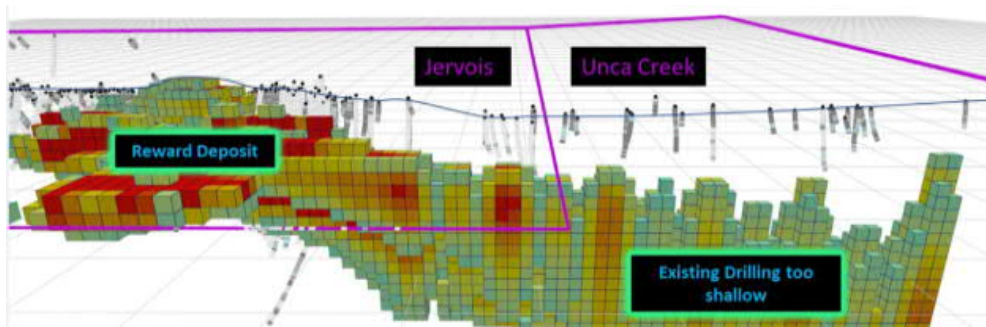 Jervois
Unca Creek
Reward Deposit
Existing Drilling too
shallow